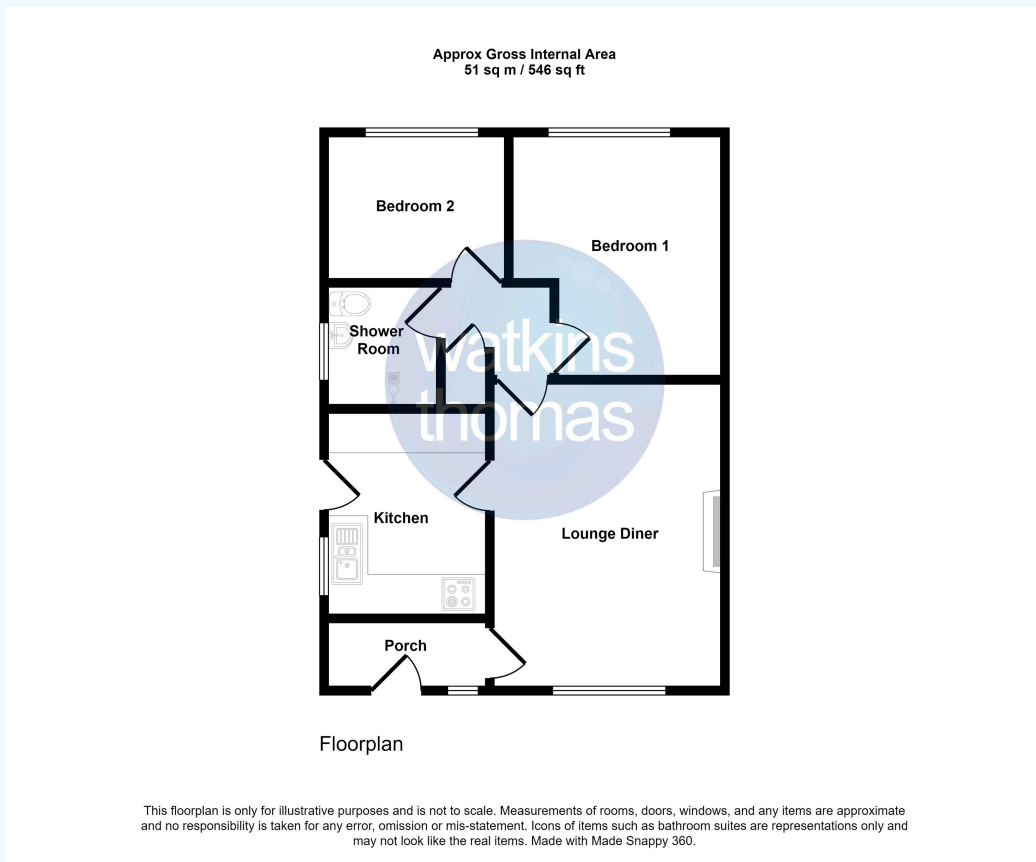 Approx Gross Internal Area
51 sq m / 546 sq ft
Bedroom 2
Bedroom 1
Shower
Room
watkins
thomas
Kitchen
Lounge Diner
Porch
Floorplan
This floorplan is only for illustrative purposes and is not to scale. Measurements of rooms, doors, windows, and any items are approximate
and no responsibility is taken for any error, omission or mis-statement. Icons of items such as bathroom suites are representations only and
may not look like the real items. Made with Made Snappy 360.